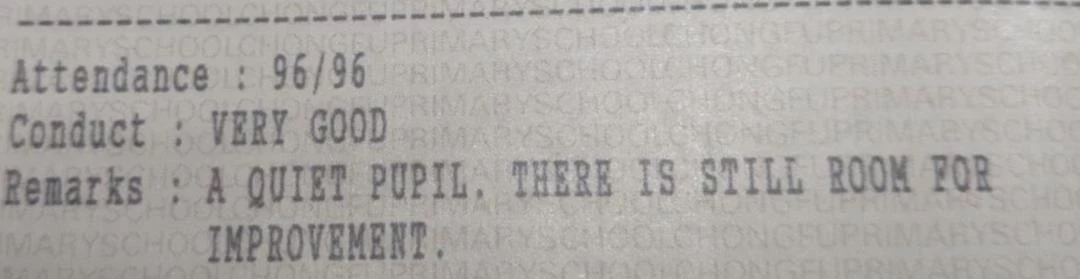 Attendance : 96/96
Conduct : VERY GOOD
Remarks : A QUIET PUPIL. THERE IS STILL ROOM FOR
IMPROVEMENT.